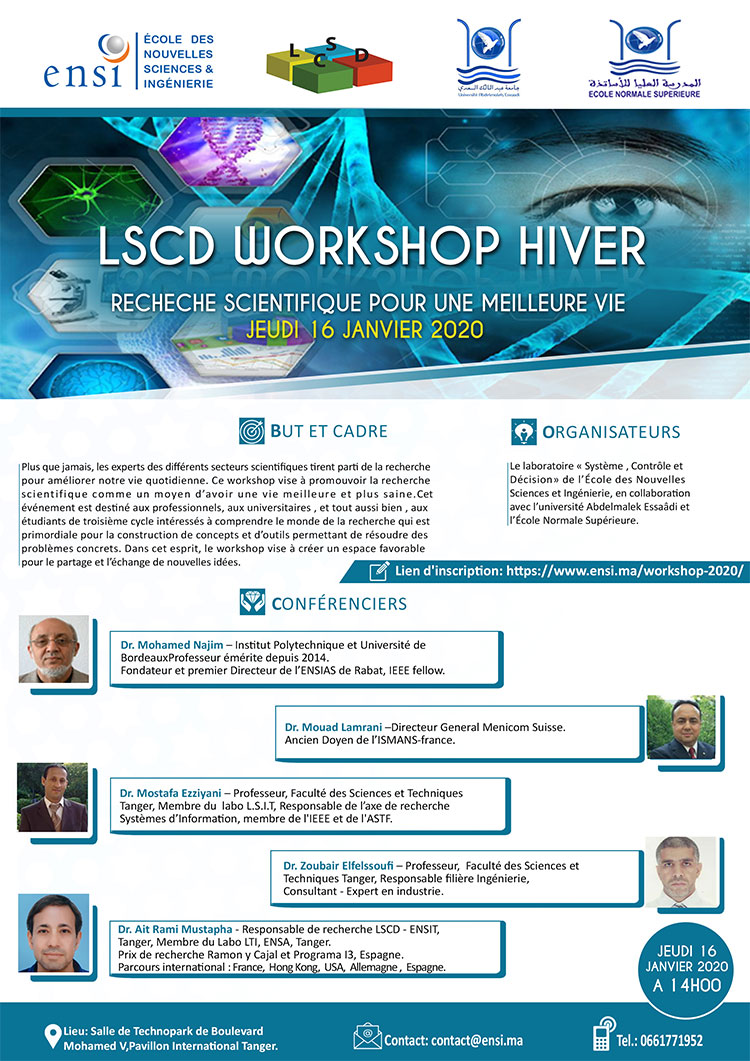 ensi
ÉCOLE DES
NOUVELLES
SCIENCES &
INGÉNIERIE
L S C D
جامعة عبد المالك السعدي
Université Abdelmalek Essaadi
المدرسة العليا للأساتذة
ECOLE NORMALE SUPERIEURE
LSCD WORKSHOP HIVER
RECHECHE SCIENTIFIQUE POUR UNE MEILLEURE VIE
JEUDI 16 JANVIER 2020
BUT ET CADRE
Plus que jamais, les experts des différents secteurs scientifiques tirent parti de la recherche
pour améliorer notre vie quotidienne. Ce workshop vise à promouvoir la recherche
scientifique comme un moyen d'avoir une vie meilleure et plus saine.Cet
événement est destiné aux professionnels, aux universitaires , et tout aussi bien , aux
étudiants de troisième cycle intéressés à comprendre le monde de la recherche qui est
primordiale pour la construction de concepts et d'outils permettant de résoudre des
problèmes concrets. Dans cet esprit, le workshop vise à créer un espace favorable
pour le partage et l'échange de nouvelles idées.
ORGANISATEURS
Le laboratoire « Système , Contrôle et
Décision» de l'École des Nouvelles
Sciences et Ingénierie, en collaboration
avec l'université Abdelmalek Essaâdi et
l'École Normale Supérieure.
Lien d'inscription: https://www.ensi.ma/workshop-2020/
CONFÉRENCIERS
Dr. Mohamed Najim – Institut Polytechnique et Université de
BordeauxProfesseur émérite depuis 2014.
Fondateur et premier Directeur de l'ENSIAS de Rabat, IEEE fellow.
Dr. Mouad Lamrani –Directeur General Menicom Suisse.
Ancien Doyen de l'ISMANS-france.
Dr. Mostafa Ezziyani – Professeur, Faculté des Sciences et Techniques
Tanger, Membre du labo L.S.I.T, Responsable de l'axe de recherche
Systèmes d'Information, membre de l'IEEE et de l'ASTF.
Dr. Zoubair Elfelssoufi – Professeur, Faculté des Sciences et
Techniques Tanger, Responsable filière Ingénierie,
Consultant - Expert en industrie.
Dr. Ait Rami Mustapha - Responsable de recherche LSCD - ENSIT,
Tanger, Membre du Labo LTI, ENSA, Tanger.
Prix de recherche Ramon y Cajal et Programa I3, Espagne.
Parcours international : France, Hong Kong, USA, Allemagne , Espagne.
JEUDI 16
JANVIER 2020
A 14H00
Lieu: Salle de Technopark de Boulevard
Mohamed V,Pavillon International Tanger.
Contact: contact@ensi.ma
Tel.: 0661771952